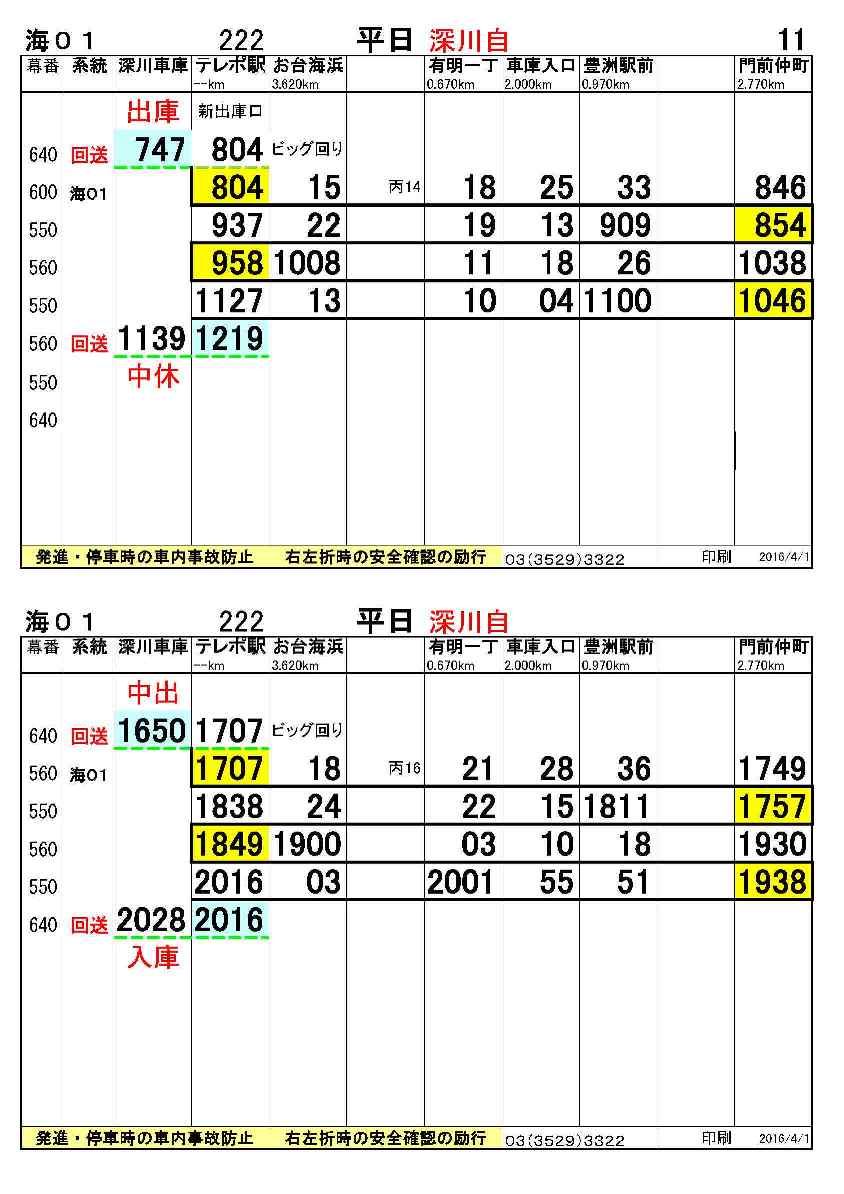 海０１ 222 平日 深川自 11
幕番 系統 深川車庫 テレポ駅 お台海浜 有明一丁 車庫入口 豊洲駅前 門前仲町
--km 3.620km 0.670km 2.000km 0.970km 2.770km
出庫 新出庫口
640 回送 747 804 ビッグ回り
600 海01 804 15 丙14 18 25 33 846
550 937 22 19 13 909 854
560 958 1008 11 18 26 1038
550 1127 13 10 04 1100 1046
560 回送 1139 1219
550 中休
640
発進・停車時の車内事故防止 右左折時の安全確認の励行 03(3529)3322 印刷 2016/4/1
海０１ 222 平日 深川自
幕番 系統 深川車庫 テレポ駅 お台海浜 有明一丁 車庫入口 豊洲駅前 門前仲町
--km 3.620km 0.670km 2.000km 0.970km 2.770km
中出
640 回送 1650 1707 ビッグ回り
560 海01 1707 18 丙16 21 28 36 1749
550 1838 24 22 15 1811 1757
560 1849 1900 03 10 18 1930
550 2016 03 2001 55 51 1938
640 回送 2028 2016
入庫
発進・停車時の車内事故防止 右左折時の安全確認の励行 03(3529)3322 印刷 2016/4/1